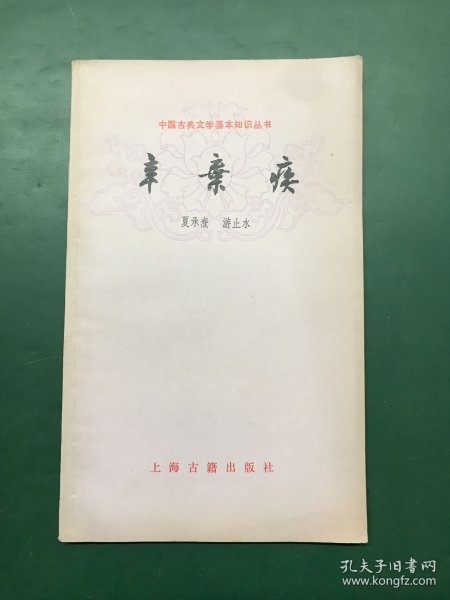 中国古典文学基本知识丛书
辛棄疾
夏承焘 游止水
上海古籍出版社
孔夫子旧书网
www.kongfz.com